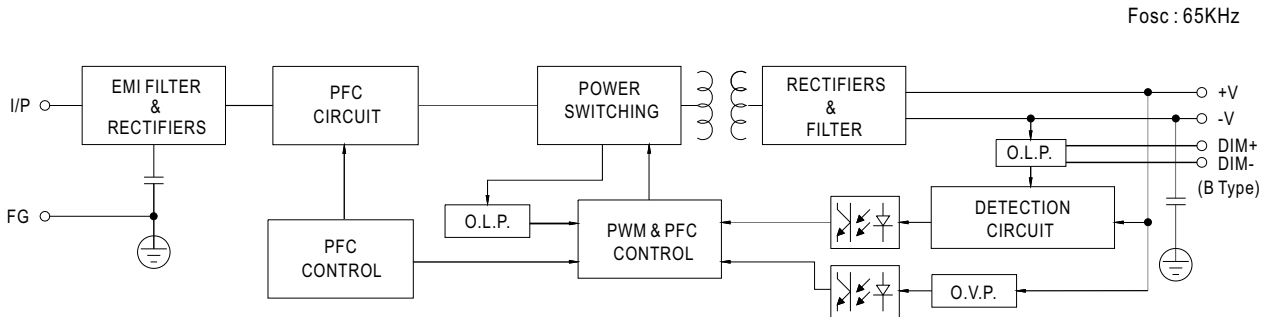 Fosc : 65KHz
I/P
EMI FILTER
&
RECTIFIERS
PFC
CIRCUIT
POWER
SWITCHING
RECTIFIERS
&
FILTER
+V
-V
DIM+
DIM-
(B Type)
O.L.P.
FG
O.L.P.
PFC
CONTROL
PWM & PFC
CONTROL
DETECTION
CIRCUIT
O.V.P.